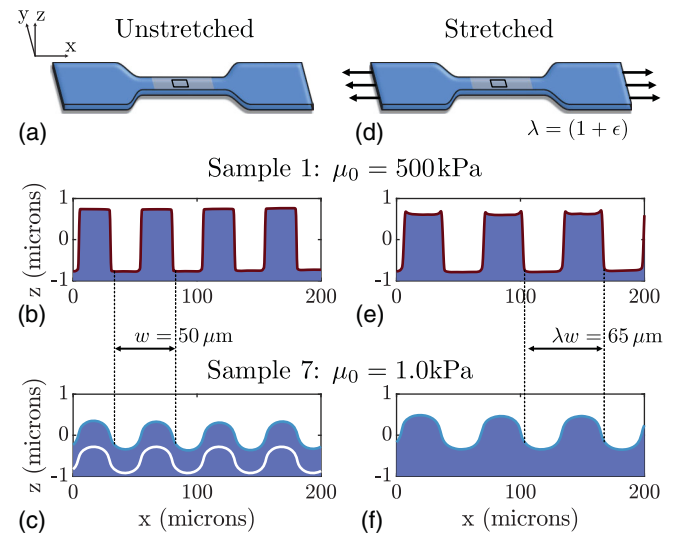 y z x
Unstretched
Stretched
(a)
(d)
λ = (1 + ϵ)
Sample 1: μ₀ = 500 kPa
z (microns)
1
0
-1
0
100
200
(b)
1
0
-1
0
100
200
(e)
w = 50 μm
λw = 65 μm
Sample 7: μ₀ = 1.0kPa
z (microns)
1
0
-1
0
100
200
x (microns)
(c)
1
0
-1
0
100
200
x (microns)
(f)